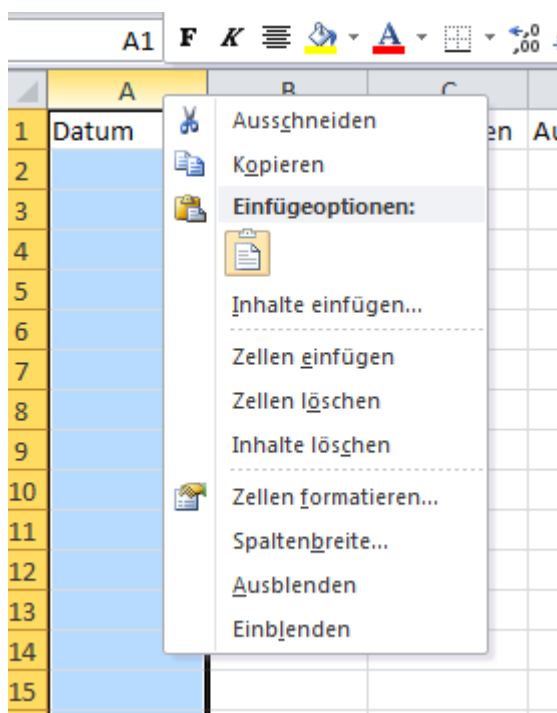 A1 F K ,00
A B C
1 Datum en Au
2
3
4
5
6
7
8
9
10
11
12
13
14
15
Ausschneiden
Kopieren
Einfügeoptionen:
Inhalte einfügen...
Zellen einfügen
Zellen löschen
Inhalte löschen
Zellen formatieren...
Spaltenbreite...
Ausblenden
Einblenden